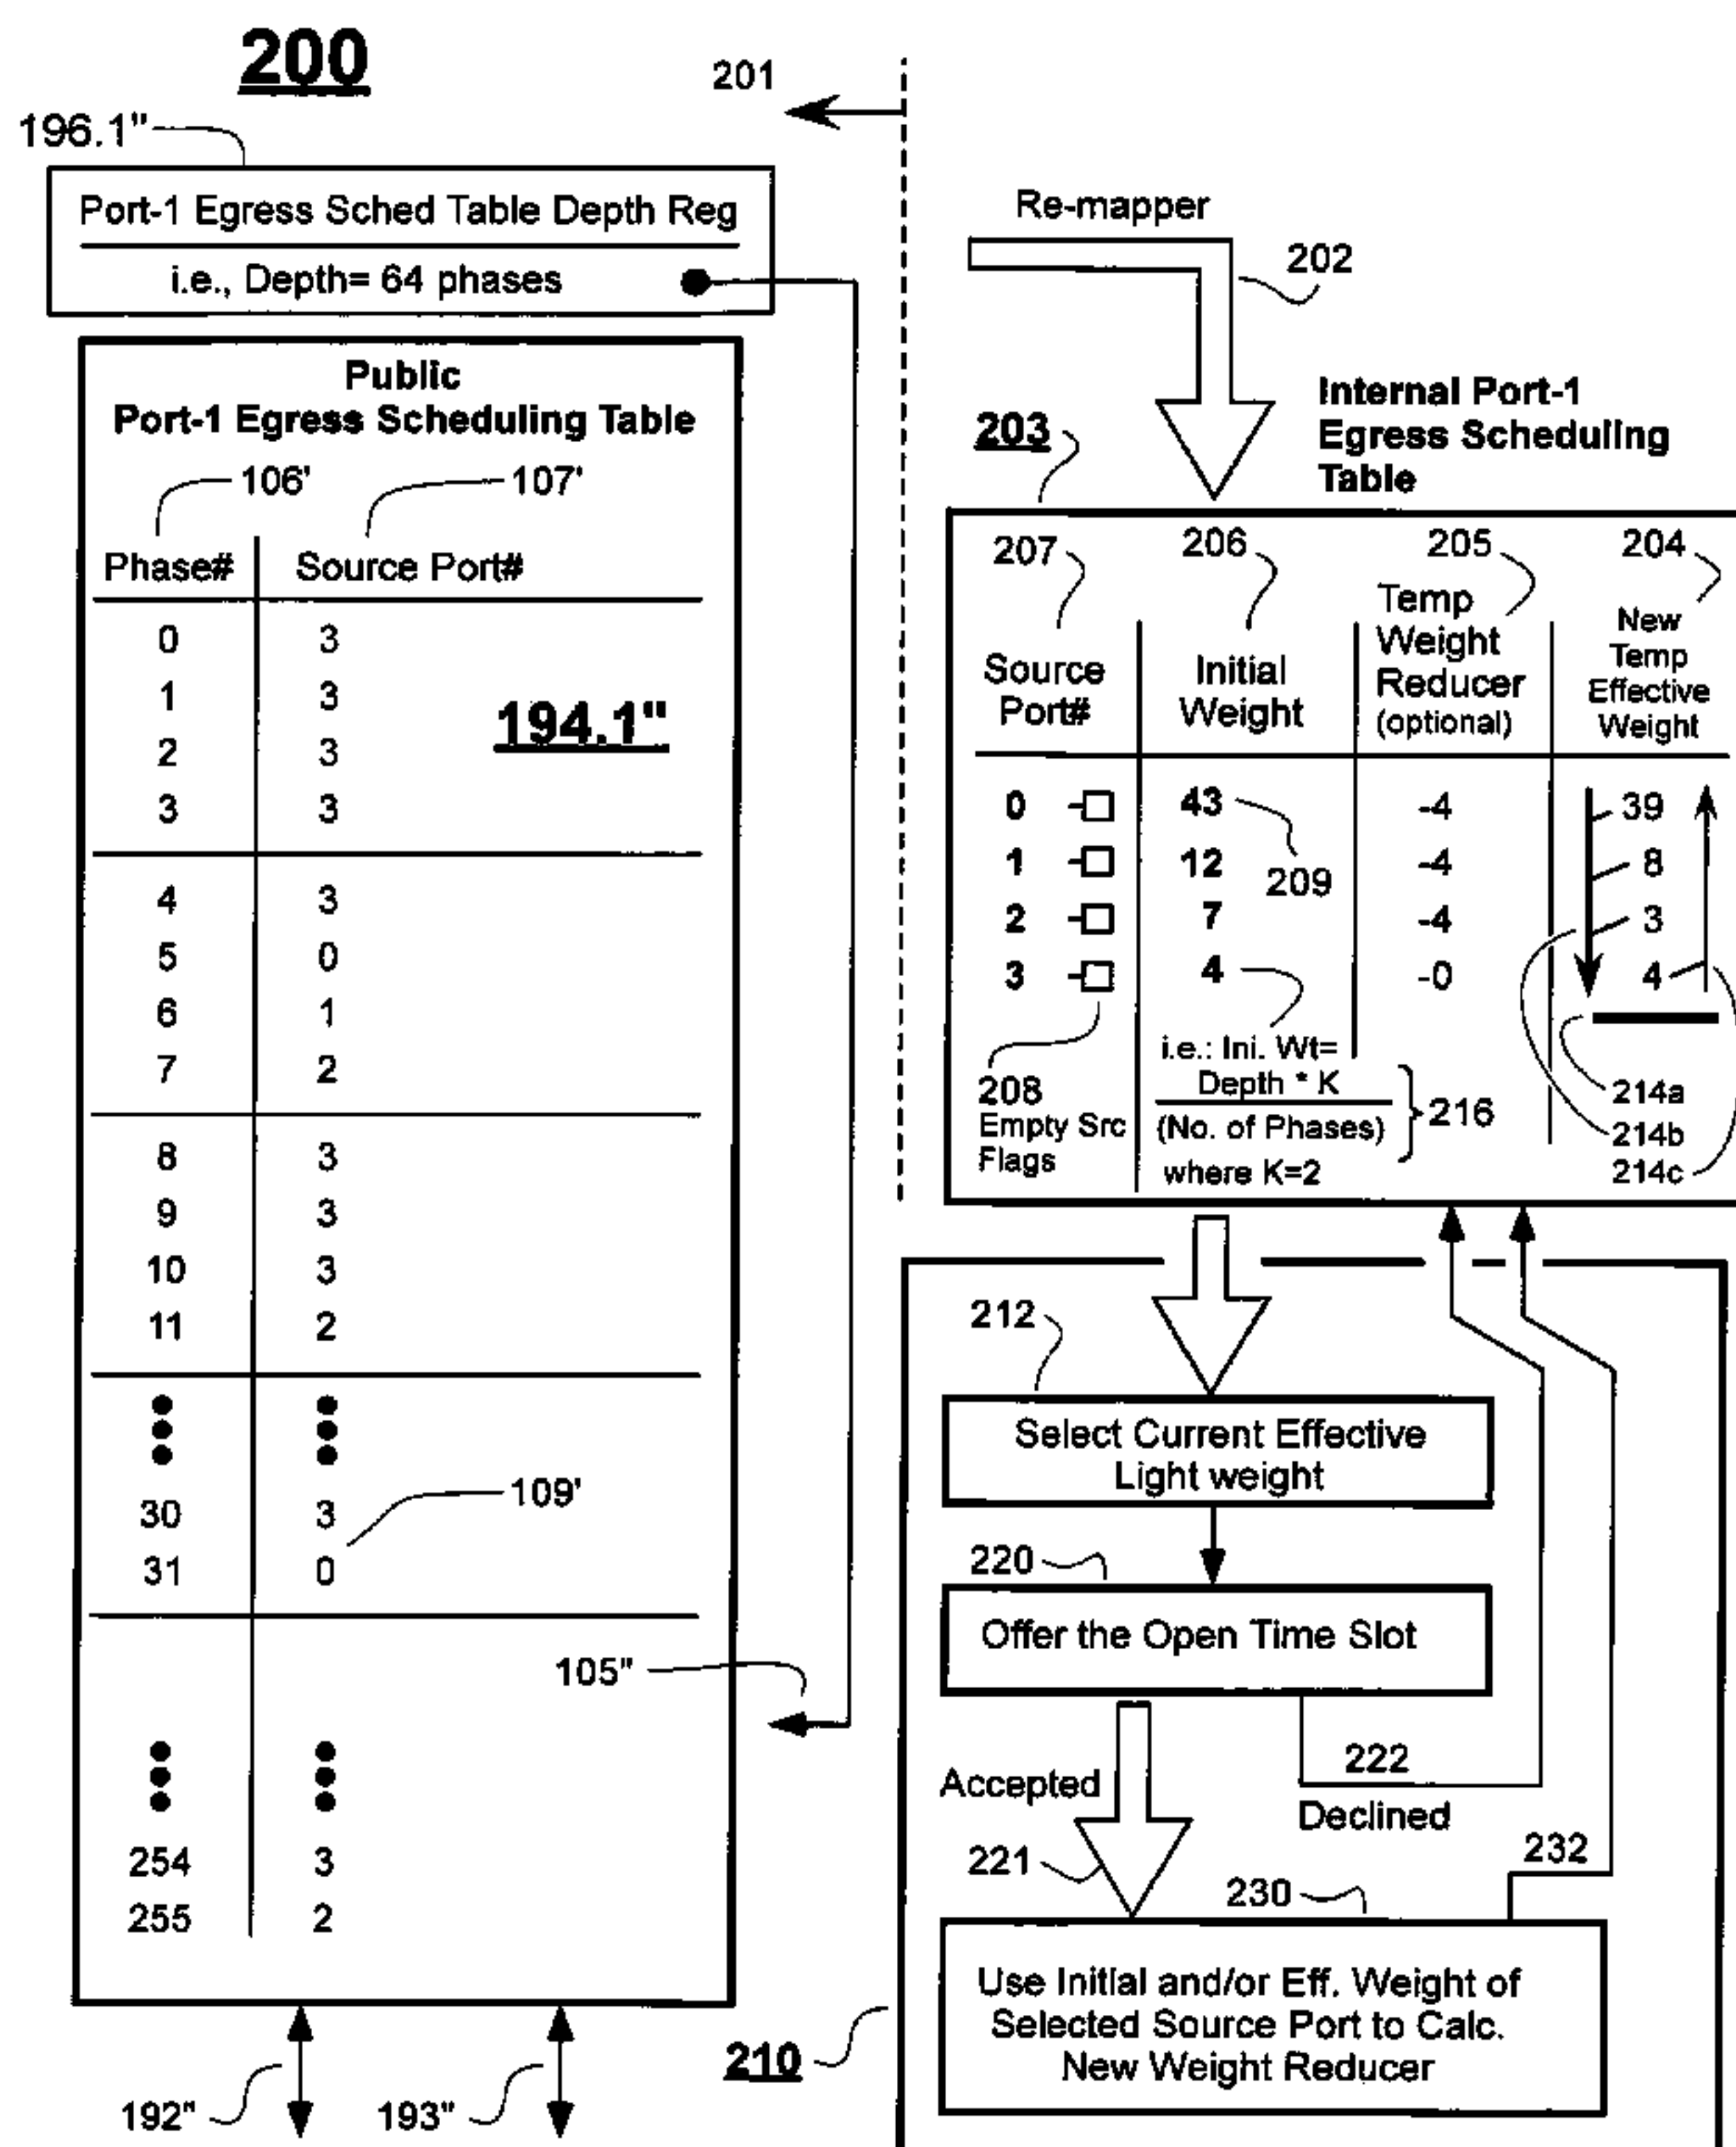 200
201
196.1"
Port-1 Egress Sched Table Depth Reg
i.e., Depth= 64 phases
Public
Port-1 Egress Scheduling Table
106'
107'
Phase# Source Port#
194.1"
0 3
1 3
2 3
3 3
4 3
5 0
6 1
7 2
8 3
9 3
10 3
11 2
109'
30 3
31 0
105"
254 3
255 2
192"
193"
Re-mapper
202
203
Internal Port-1
Egress Scheduling
Table
207
206
205
204
Source
Port#
Initial
Weight
Temp
Weight
Reducer
(optional)
New
Temp
Effective
Weight
0 43 -4 39
1 12 -4 8
2 7 -4 3
3 4 -0 4
209
208
Empty Src
Flags
i.e.: Ini. Wt=
Depth * K
(No. of Phases)
where K=2
216
214a
214b
214c
212
Select Current Effective
Light weight
220
Offer the Open Time Slot
Accepted
221
222
Declined
232
230
Use Initial and/or Eff. Weight of
Selected Source Port to Calc.
New Weight Reducer
210